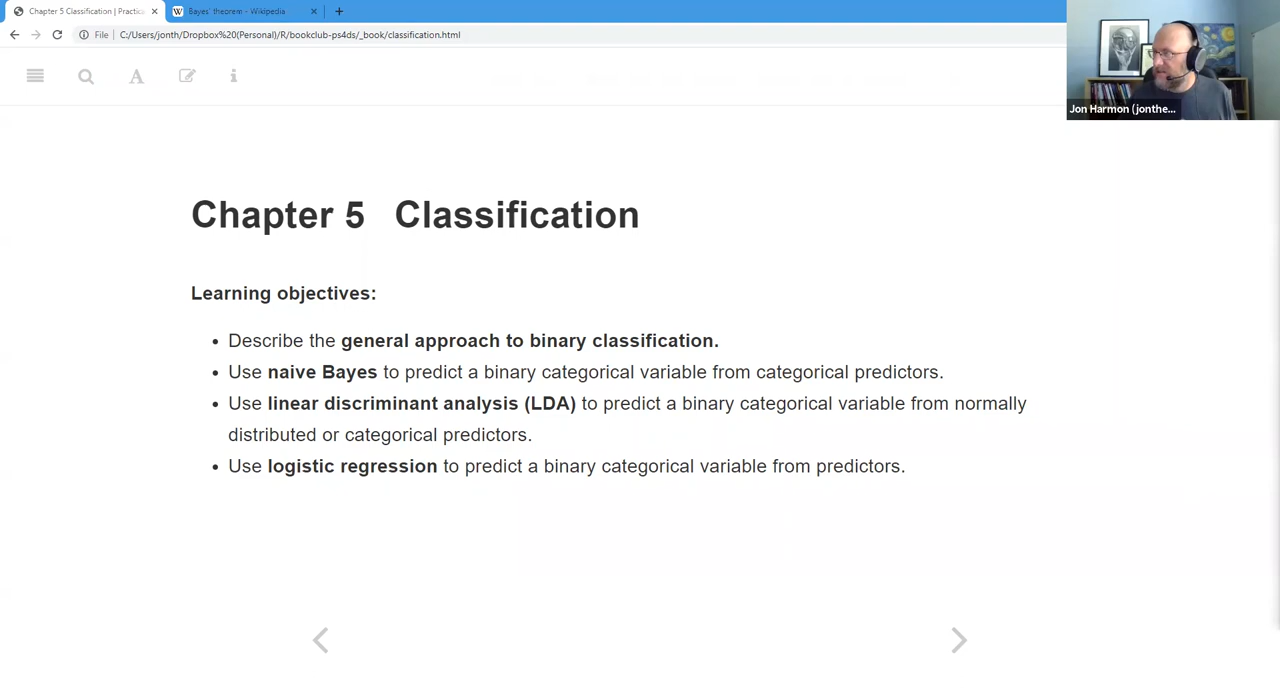 Chapter 5 Classification | Practic
Bayes' theorem - Wikipedia
File
C:/Users/jonth/Dropbox%20(Personal)/R/bookclub-ps4ds/_book/classification.html
Jon Harmon (jonthe...
Chapter 5 Classification
Learning objectives:
• Describe the general approach to binary classification.
• Use naive Bayes to predict a binary categorical variable from categorical predictors.
• Use linear discriminant analysis (LDA) to predict a binary categorical variable from normally
distributed or categorical predictors.
• Use logistic regression to predict a binary categorical variable from predictors.